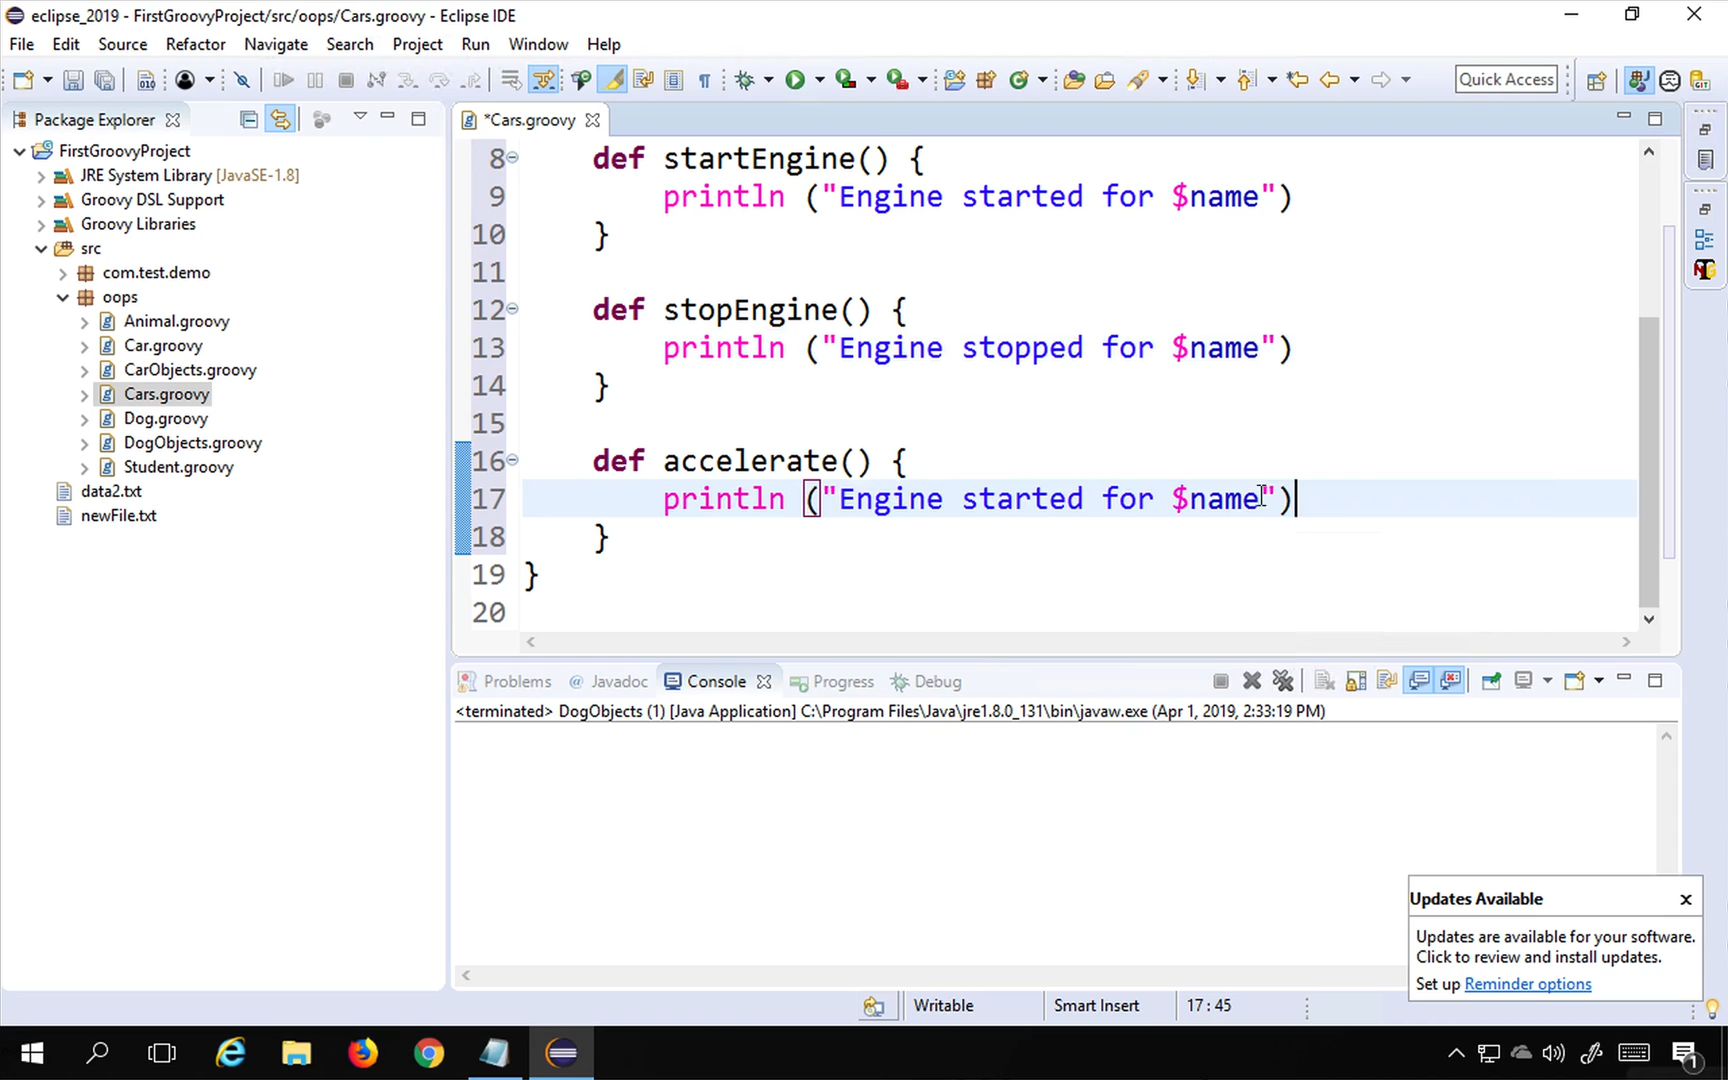 eclipse_2019 - FirstGroovyProject/src/oops/Cars.groovy - Eclipse IDE
File Edit Source Refactor Navigate Search Project Run Window Help
Quick Access
Package Explorer
FirstGroovyProject
JRE System Library [JavaSE-1.8]
Groovy DSL Support
Groovy Libraries
src
com.test.demo
oops
Animal.groovy
Car.groovy
CarObjects.groovy
Cars.groovy
Dog.groovy
DogObjects.groovy
Student.groovy
data2.txt
newFile.txt
*Cars.groovy
8 def startEngine() {
9 println ("Engine started for $name")
10 }
11
12 def stopEngine() {
13 println ("Engine stopped for $name")
14 }
15
16 def accelerate() {
17 println ("Engine started for $name")
18 }
19 }
20
Problems Javadoc Console Progress Debug
<terminated> DogObjects (1) [Java Application] C:\Program Files\Java\jre1.8.0_131\bin\javaw.exe (Apr 1, 2019, 2:33:19 PM)
Updates Available
Updates are available for your software.
Click to review and install updates.
Set up Reminder options
Writable Smart Insert 17 : 45
1